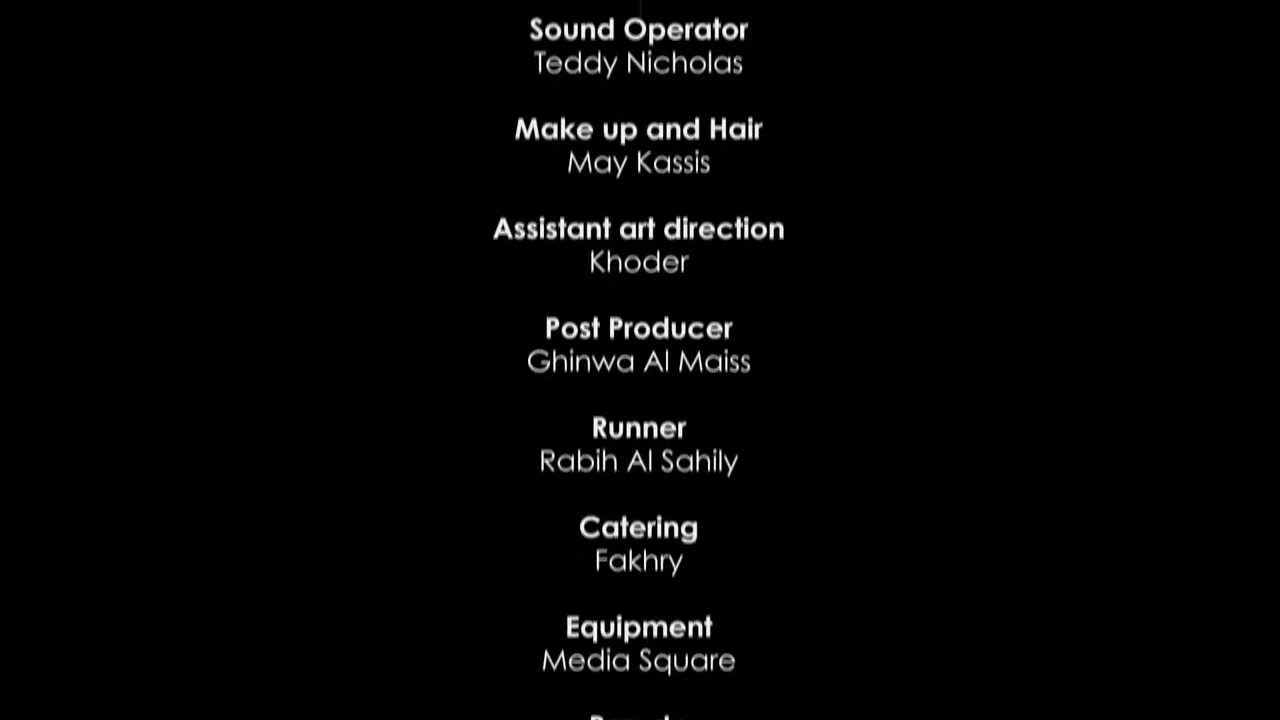 Sound Operator
Teddy Nicholas
Make up and Hair
May Kassis
Assistant art direction
Khoder
Post Producer
Ghinwa Al Maiss
Runner
Rabih Al Sahily
Catering
Fakhry
Equipment
Media Square